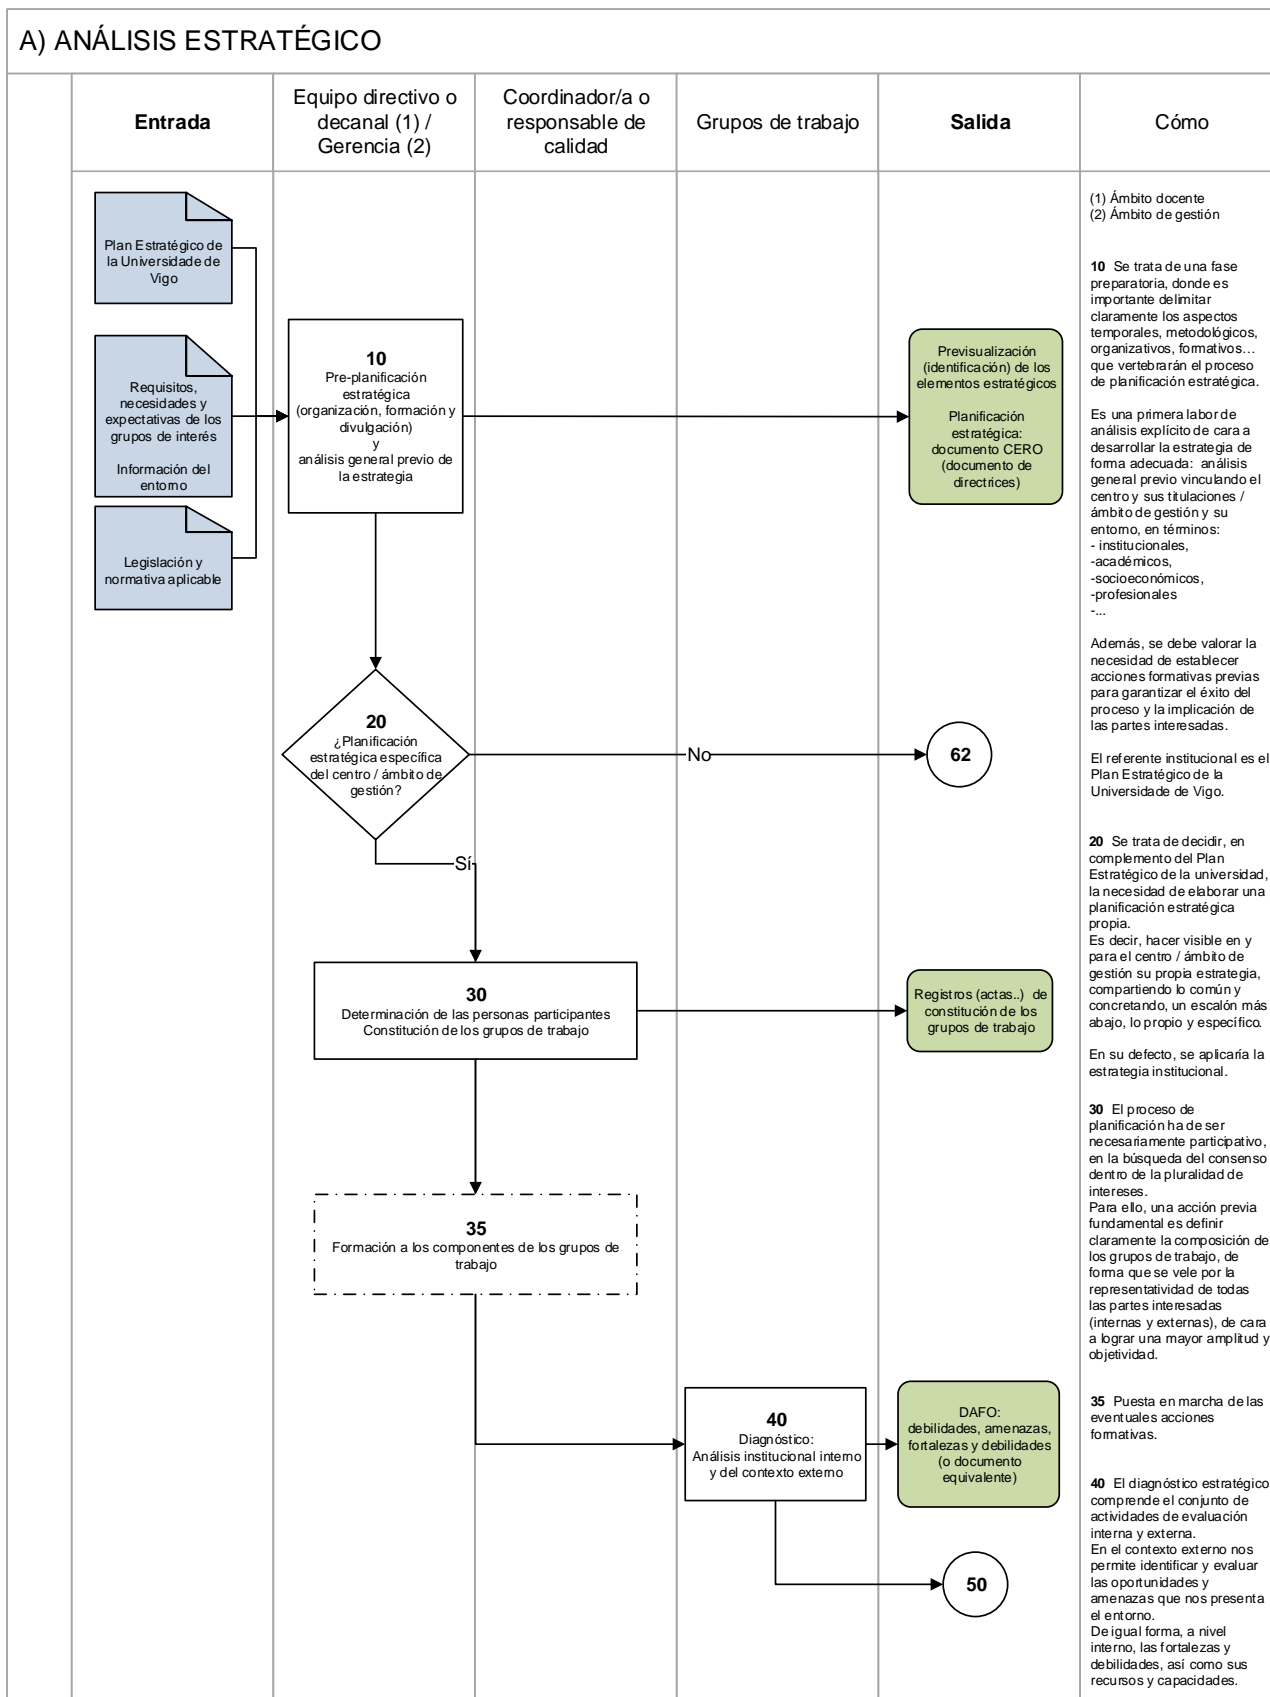 A) ANÁLISIS ESTRATÉGICO
Entrada
Equipo directivo o
decanal (1) /
Gerencia (2)
Coordinador/a o
responsable de
calidad
Grupos de trabajo
Salida
Cómo
Plan Estratégico de
la Universidade de
Vigo
Requisitos,
necesidades y
expectativas de los
grupos de interés
Información del
entorno
Legislación y
normativa aplicable
10
Pre-planificación
estratégica
(organización, formación y
divulgación)
y
análisis general previo de
la estrategia
Previsualización
(identificación) de los
elementos estratégicos
Planificación
estratégica:
documento CERO
(documento de
directrices)
20
¿Planificación
estratégica específica
del centro / ámbito de
gestión?
No
62
Sí
30
Determinación de las personas participantes
Constitución de los grupos de trabajo
Registros (actas..) de
constitución de los
grupos de trabajo
35
Formación a los componentes de los grupos de
trabajo
40
Diagnóstico:
Análisis institucional interno
y del contexto externo
DAFO:
debilidades, amenazas,
fortalezas y debilidades
(o documento
equivalente)
50
(1) Ámbito docente
(2) Ámbito de gestión
10 Se trata de una fase
preparatoria, donde es
importante delimitar
claramente los aspectos
temporales, metodológicos,
organizativos, formativos…
que vertebrarán el proceso
de planificación estratégica.
Es una primera labor de
análisis explícito de cara a
desarrollar la estrategia de
forma adecuada: análisis
general previo vinculando el
centro y sus titulaciones /
ámbito de gestión y su
entorno, en términos:
- institucionales,
-académicos,
-socioeconómicos,
-profesionales
-...
Además, se debe valorar la
necesidad de establecer
acciones formativas previas
para garantizar el éxito del
proceso y la implicación de
las partes interesadas.
El referente institucional es el
Plan Estratégico de la
Universidade de Vigo.
20 Se trata de decidir, en
complemento del Plan
Estratégico de la universidad,
la necesidad de elaborar una
planificación estratégica
propia.
Es decir, hacer visible en y
para el centro / ámbito de
gestión su propia estrategia,
compartiendo lo común y
concretando, un escalón más
abajo, lo propio y específico.
En su defecto, se aplicaría la
estrategia institucional.
30 El proceso de
planificación ha de ser
necesariamente participativo,
en la búsqueda del consenso
dentro de la pluralidad de
intereses.
Para ello, una acción previa
fundamental es definir
claramente la composición de
los grupos de trabajo, de
forma que se vele por la
representatividad de todas
las partes interesadas
(internas y externas), de cara
a lograr una mayor amplitud y
objetividad.
35 Puesta en marcha de las
eventuales acciones
formativas.
40 El diagnóstico estratégico
comprende el conjunto de
actividades de evaluación
interna y externa.
En el contexto externo nos
permite identificar y evaluar
las oportunidades y
amenazas que nos presenta
el entorno.
De igual forma, a nivel
interno, las fortalezas y
debilidades, así como sus
recursos y capacidades.